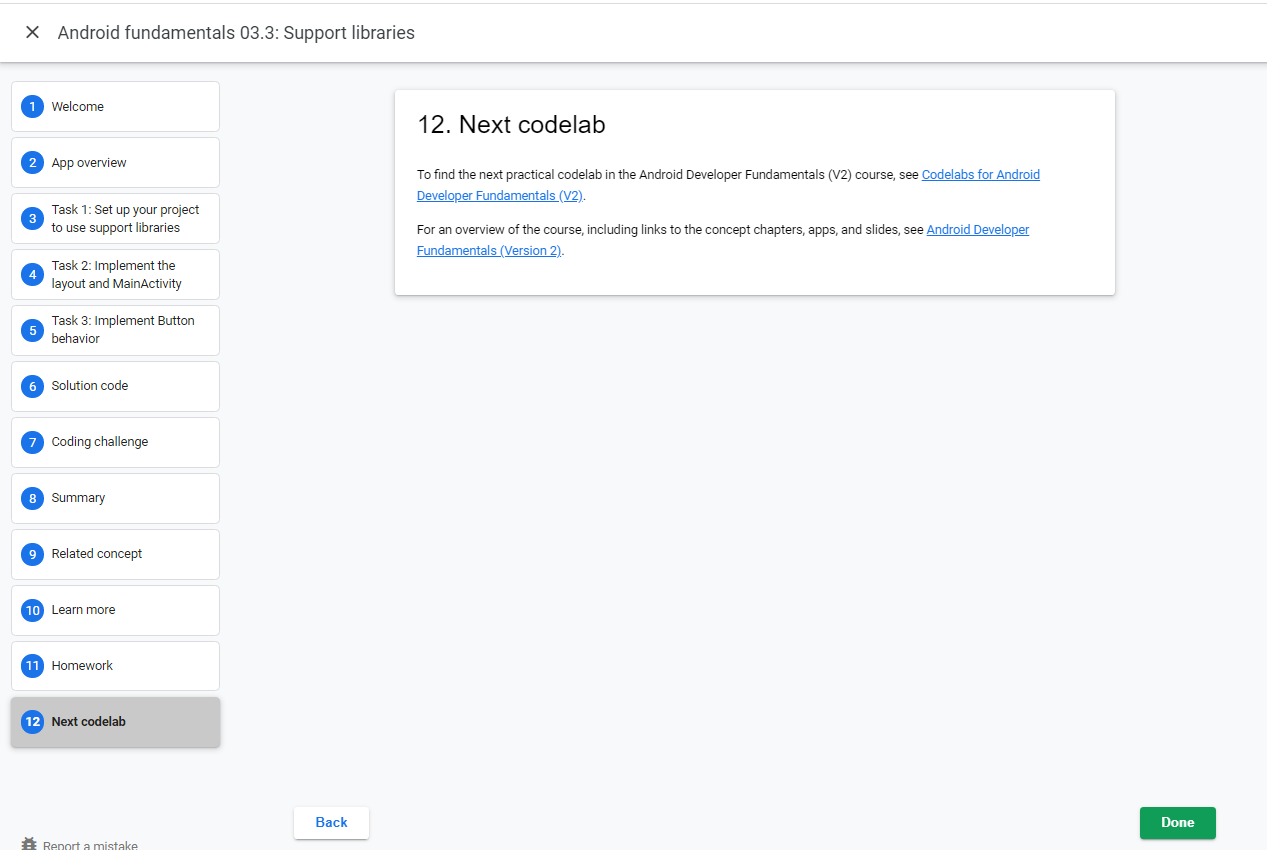 Android fundamentals 03.3: Support libraries
1 Welcome
2 App overview
3 Task 1: Set up your project
to use support libraries
4 Task 2: Implement the
layout and MainActivity
5 Task 3: Implement Button
behavior
6 Solution code
7 Coding challenge
8 Summary
9 Related concept
10 Learn more
11 Homework
12 Next codelab
12. Next codelab
To find the next practical codelab in the Android Developer Fundamentals (V2) course, see Codelabs for Android
Developer Fundamentals (V2).
For an overview of the course, including links to the concept chapters, apps, and slides, see Android Developer
Fundamentals (Version 2).
Back
Done
Report a mistake